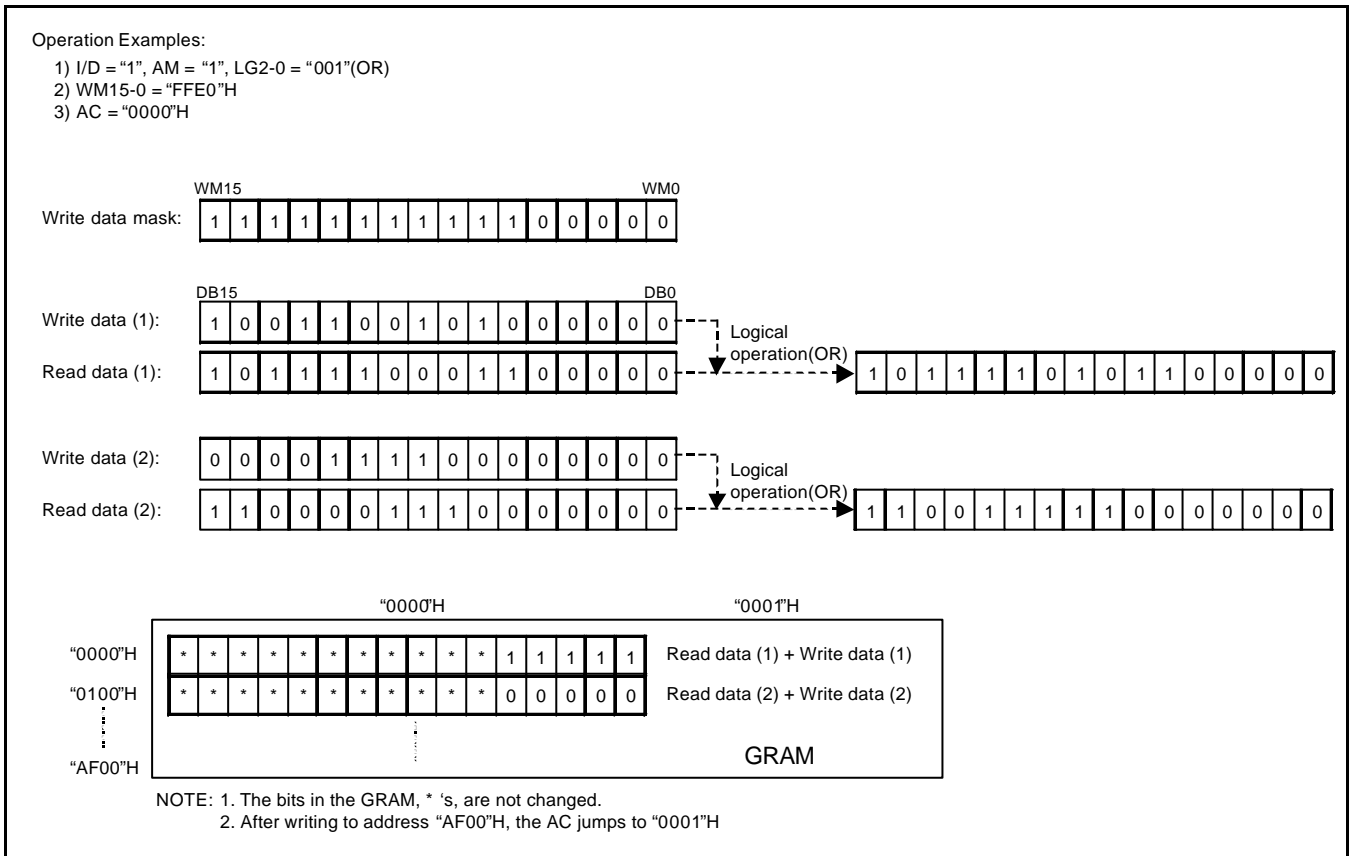 Operation Examples:
1) I/D = “1”, AM = “1”, LG2-0 = “001”(OR)
2) WM15-0 = “FFE0”H
3) AC = “0000”H
WM15 WM0
Write data mask: 1 1 1 1 1 1 1 1 1 1 1 0 0 0 0 0
DB15 DB0
Write data (1): 1 0 0 1 1 0 0 1 0 1 0 0 0 0 0 0
Logical
operation(OR)
Read data (1): 1 0 1 1 1 1 0 0 0 1 1 0 0 0 0 0
1 0 1 1 1 1 0 1 0 1 1 0 0 0 0 0
Write data (2): 0 0 0 0 1 1 1 1 0 0 0 0 0 0 0 0
Logical
operation(OR)
Read data (2): 1 1 0 0 0 0 1 1 1 0 0 0 0 0 0 0
1 1 0 0 1 1 1 1 1 0 0 0 0 0 0 0
“0000”H “0001”H
“0000”H * * * * * * * * * * * 1 1 1 1 1 Read data (1) + Write data (1)
“0100”H * * * * * * * * * * * 0 0 0 0 0 Read data (2) + Write data (2)
“AF00”H GRAM
NOTE: 1. The bits in the GRAM, * ‘s, are not changed.
2. After writing to address “AF00”H, the AC jumps to “0001”H